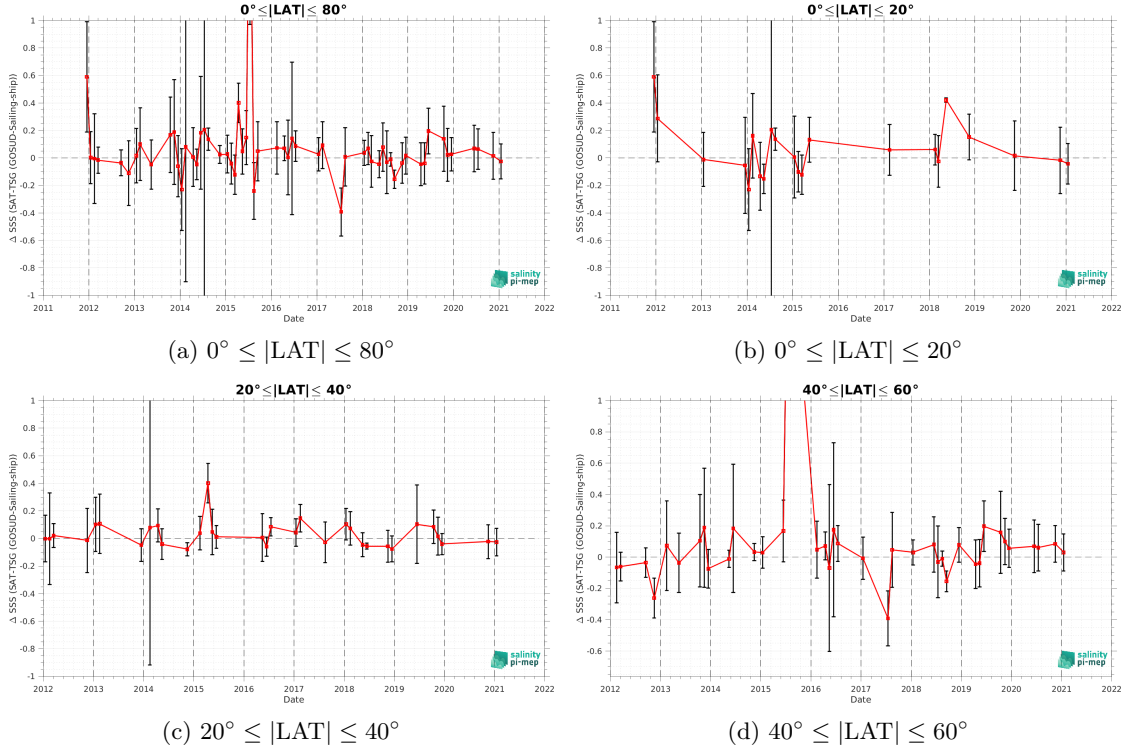 0°≤|LAT|≤ 80°
Δ SSS (SAT-TSG (GOSUD-Sailing-ship))
1
0.8
0.6
0.4
0.2
0
-0.2
-0.4
-0.6
-0.8
-1
2011 2012 2013 2014 2015 2016 2017 2018 2019 2020 2021 2022
Date
salinity
pi-mep
(a) 0° ≤ |LAT| ≤ 80°
0°≤|LAT|≤ 20°
Δ SSS (SAT-TSG (GOSUD-Sailing-ship))
1
0.8
0.6
0.4
0.2
0
-0.2
-0.4
-0.6
-0.8
-1
2011 2012 2013 2014 2015 2016 2017 2018 2019 2020 2021 2022
Date
salinity
pi-mep
(b) 0° ≤ |LAT| ≤ 20°
20°≤|LAT|≤ 40°
Δ SSS (SAT-TSG (GOSUD-Sailing-ship))
1
0.8
0.6
0.4
0.2
0
-0.2
-0.4
-0.6
-0.8
-1
2012 2013 2014 2015 2016 2017 2018 2019 2020 2021 2022
Date
salinity
pi-mep
(c) 20° ≤ |LAT| ≤ 40°
40°≤|LAT|≤ 60°
Δ SSS (SAT-TSG (GOSUD-Sailing-ship))
1
0.8
0.6
0.4
0.2
0
-0.2
-0.4
-0.6
2012 2013 2014 2015 2016 2017 2018 2019 2020 2021 2022
Date
salinity
pi-mep
(d) 40° ≤ |LAT| ≤ 60°